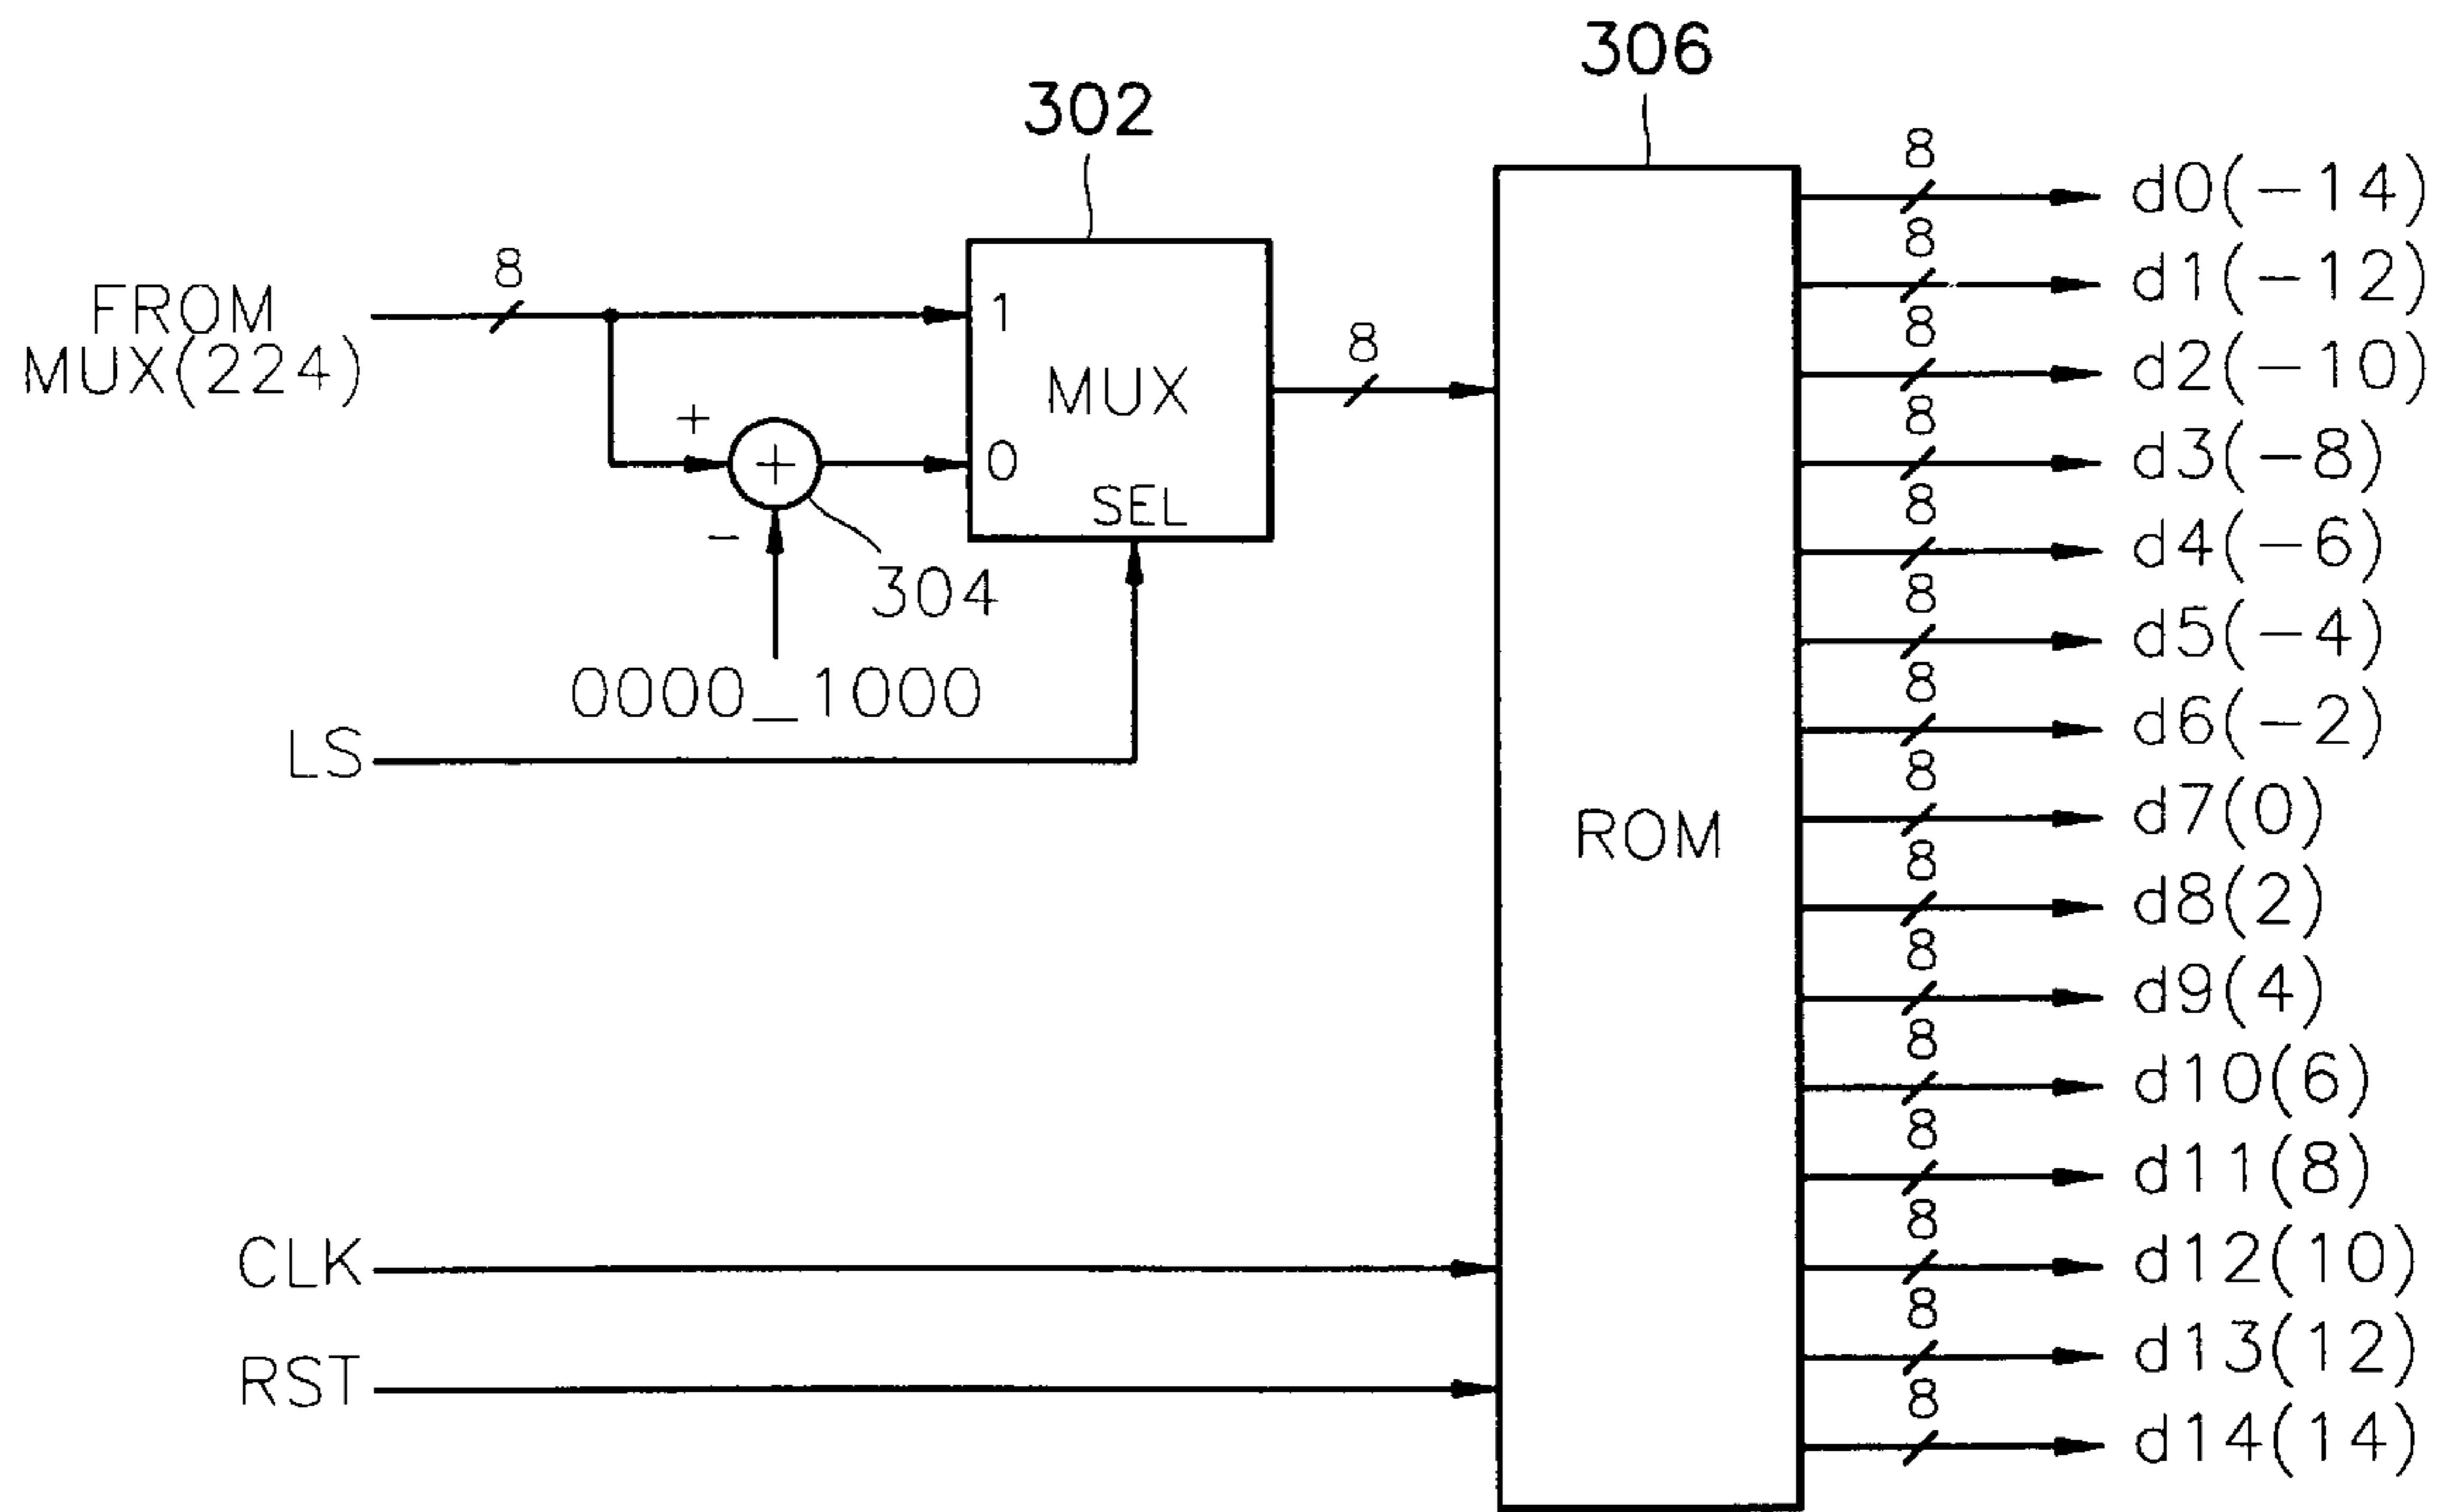 306
302
8
d0(-14)
8
8
d1(-12)
FROM
MUX(224)
1
8
8
d2(-10)
MUX
8
+
+
0
d3(-8)
SEL
8
-
304
d4(-6)
0000_1000
8
d5(-4)
LS
8
d6(-2)
8
ROM
d7(0)
8
d8(2)
8
d9(4)
8
d10(6)
8
d11(8)
8
CLK
d12(10)
8
RST
d13(12)
8
d14(14)